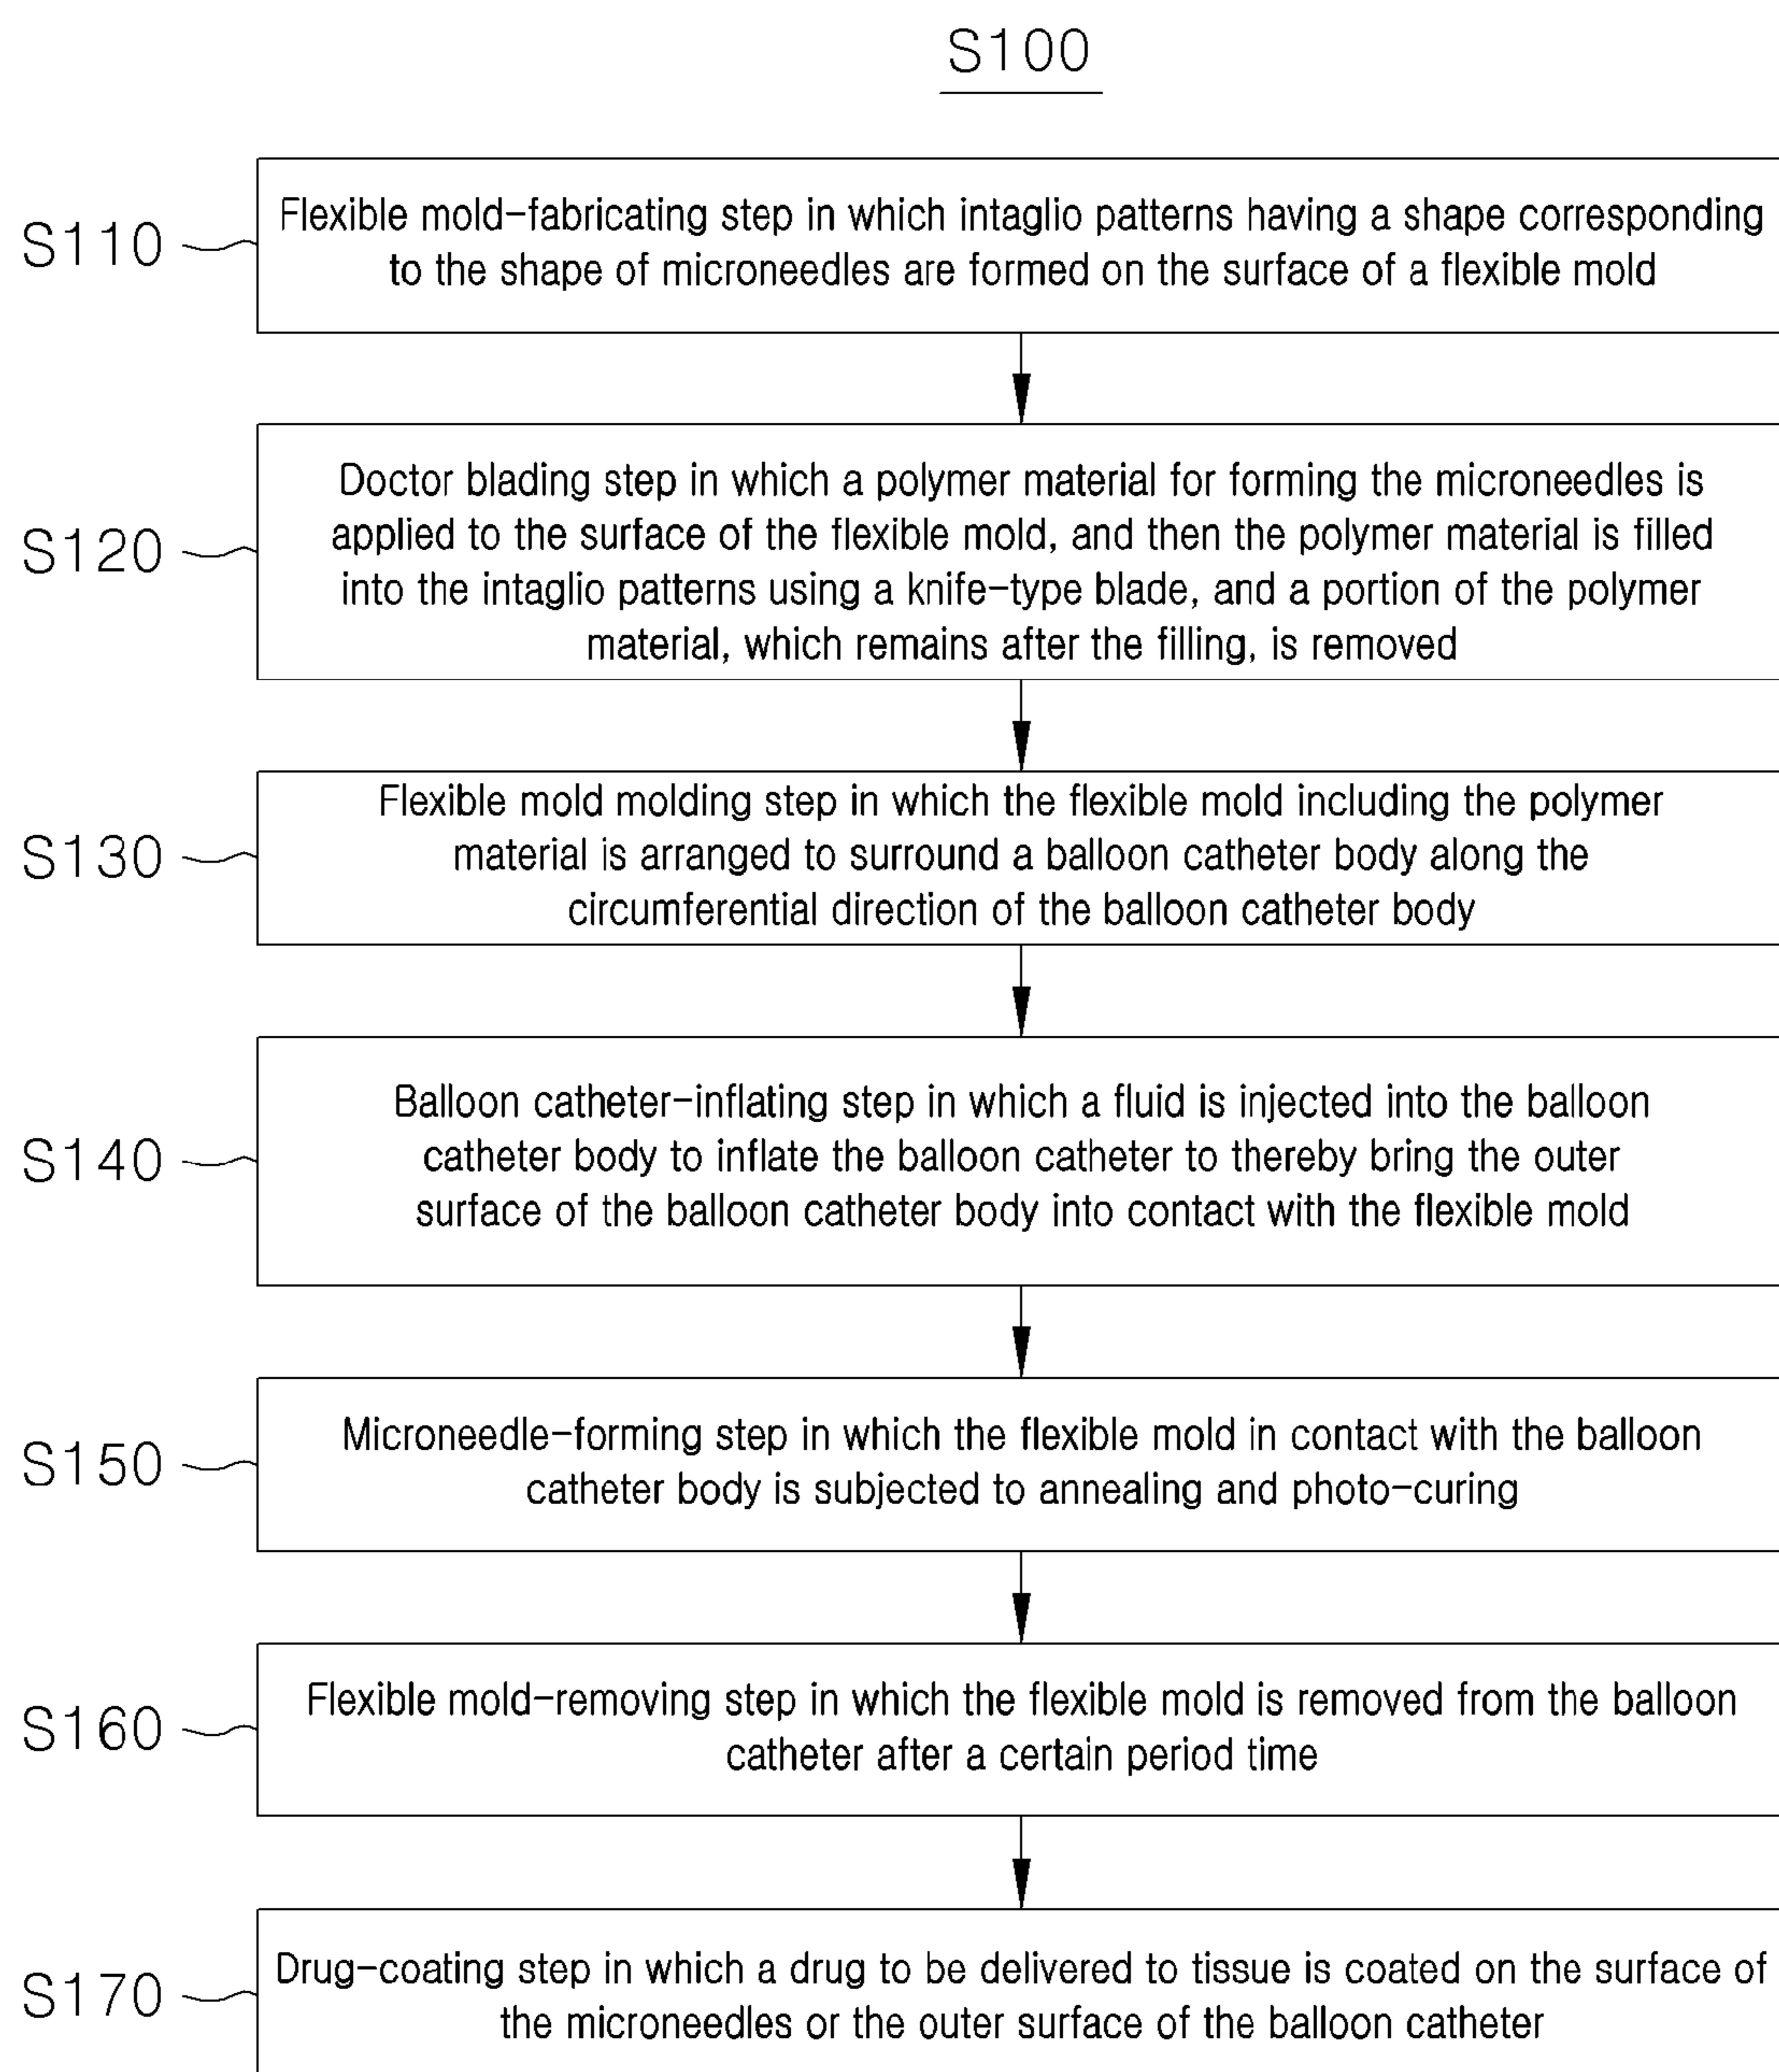 S100
S110
Flexible mold-fabricating step in which intaglio patterns having a shape corresponding
to the shape of microneedles are formed on the surface of a flexible mold
S120
Doctor blading step in which a polymer material for forming the microneedles is
applied to the surface of the flexible mold, and then the polymer material is filled
into the intaglio patterns using a knife-type blade, and a portion of the polymer
material, which remains after the filling, is removed
S130
Flexible mold molding step in which the flexible mold including the polymer
material is arranged to surround a balloon catheter body along the
circumferential direction of the balloon catheter body
S140
Balloon catheter-inflating step in which a fluid is injected into the balloon
catheter body to inflate the balloon catheter to thereby bring the outer
surface of the balloon catheter body into contact with the flexible mold
S150
Microneedle-forming step in which the flexible mold in contact with the balloon
catheter body is subjected to annealing and photo-curing
S160
Flexible mold-removing step in which the flexible mold is removed from the balloon
catheter after a certain period time
S170
Drug-coating step in which a drug to be delivered to tissue is coated on the surface of
the microneedles or the outer surface of the balloon catheter